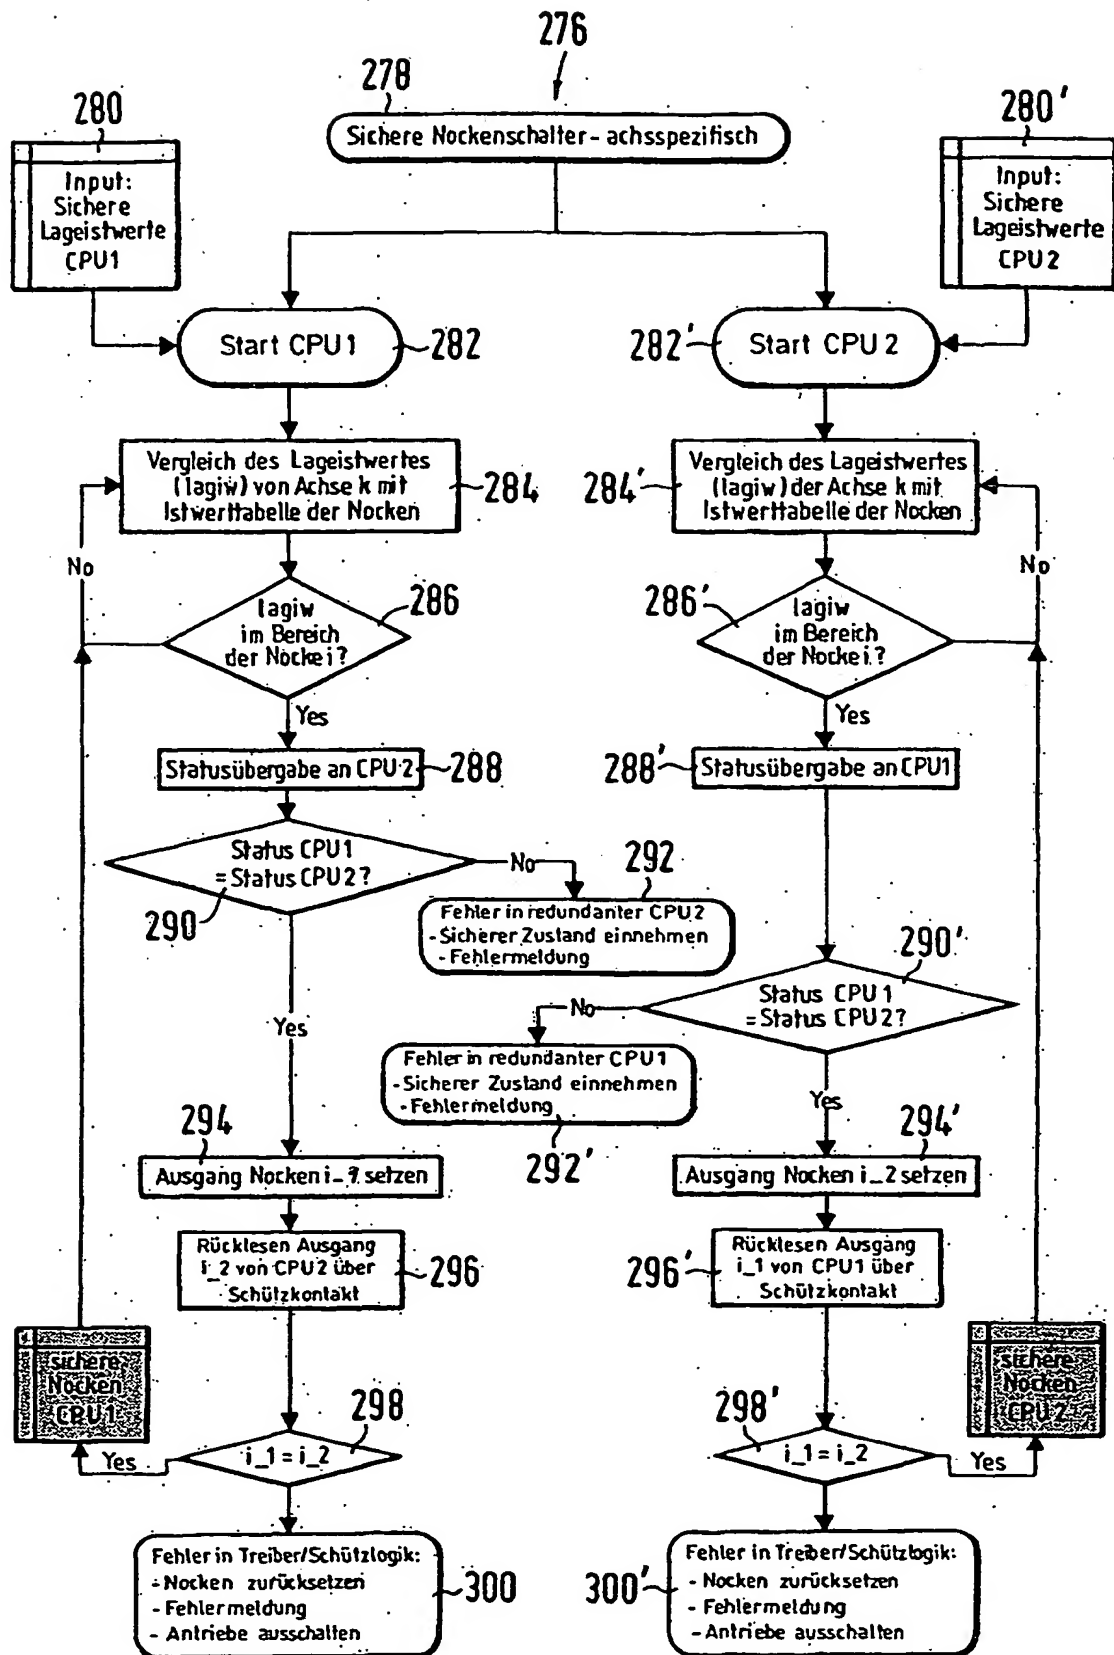 276
278
Sichere Nockenschalter - achsspezifisch
280
Input:
Sichere
Lageistwerte
CPU1
280'
Input:
Sichere
Lageistwerte
CPU2
Start CPU1
282
282'
Start CPU2
Vergleich des Lageistwertes
(lagiw) von Achse k mit
Istwerttabelle der Nocken
284
284'
Vergleich des Lageistwertes
(lagiw) der Achse k mit
Istwerttabelle der Nocken
No
No
lagiw
im Bereich
der Nocke i?
286
286'
lagiw
im Bereich
der Nocke i?
Yes
Yes
Statusübergabe an CPU2
288
288'
Statusübergabe an CPU1
Status CPU1
= Status CPU2?
290
No
292
Fehler in redundanter CPU2
- Sicherer Zustand einnehmen
- Fehlermeldung
290'
Status CPU1
= Status CPU2?
No
Yes
Fehler in redundanter CPU1
- Sicherer Zustand einnehmen
- Fehlermeldung
292'
Yes
294
Ausgang Nocken i_ setzen
294'
Ausgang Nocken i_2 setzen
Rücklesen Ausgang
i_2 von CPU2 über
Schützkontakt
296
296'
Rücklesen Ausgang
i_1 von CPU1 über
Schützkontakt
sichere
Nocken
CPU1
sichere
Nocken
CPU2
298
i_1 = i_2
Yes
298'
i_1 = i_2
Yes
Fehler in Treiber/Schützlogik:
- Nocken zurücksetzen
- Fehlermeldung
- Antriebe ausschalten
300
300'
Fehler in Treiber/Schützlogik:
- Nocken zurücksetzen
- Fehlermeldung
- Antriebe ausschalten